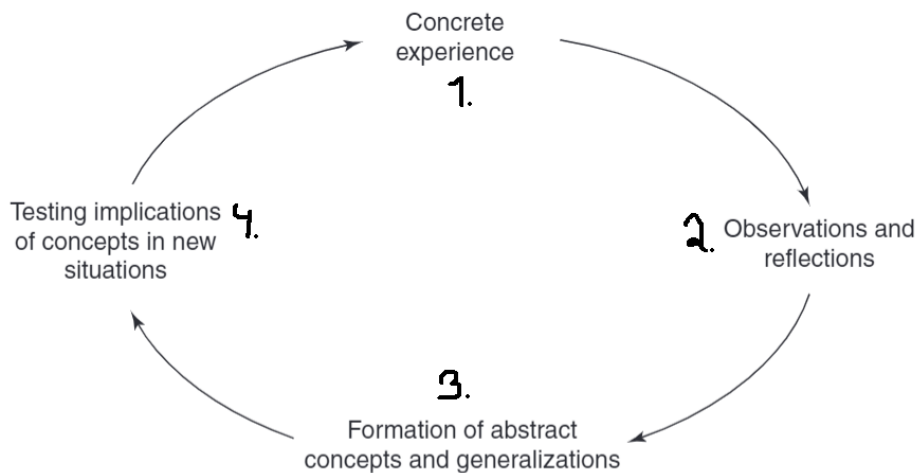 Concrete
experience
1.
Testing implications
of concepts in new
situations
4.
2.
Observations and
reflections
3.
Formation of abstract
concepts and generalizations